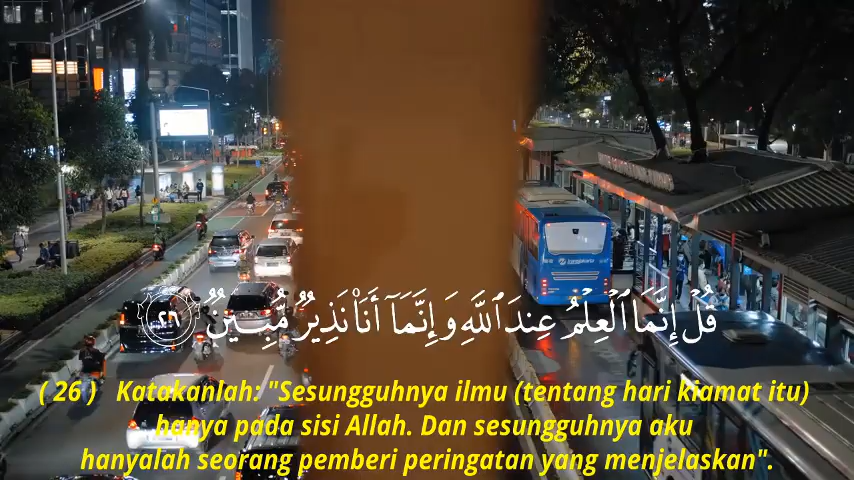 قُلْ إِنَّمَا ٱلْعِلْمُ عِندَ ٱللَّهِ وَإِنَّمَآ أَنَا۠ نَذِيرٌ مُّبِينٌ ٢٦
( 26 ) Katakanlah: "Sesungguhnya ilmu (tentang hari kiamat itu)
hanya pada sisi Allah. Dan sesungguhnya aku
hanyalah seorang pemberi peringatan yang menjelaskan".